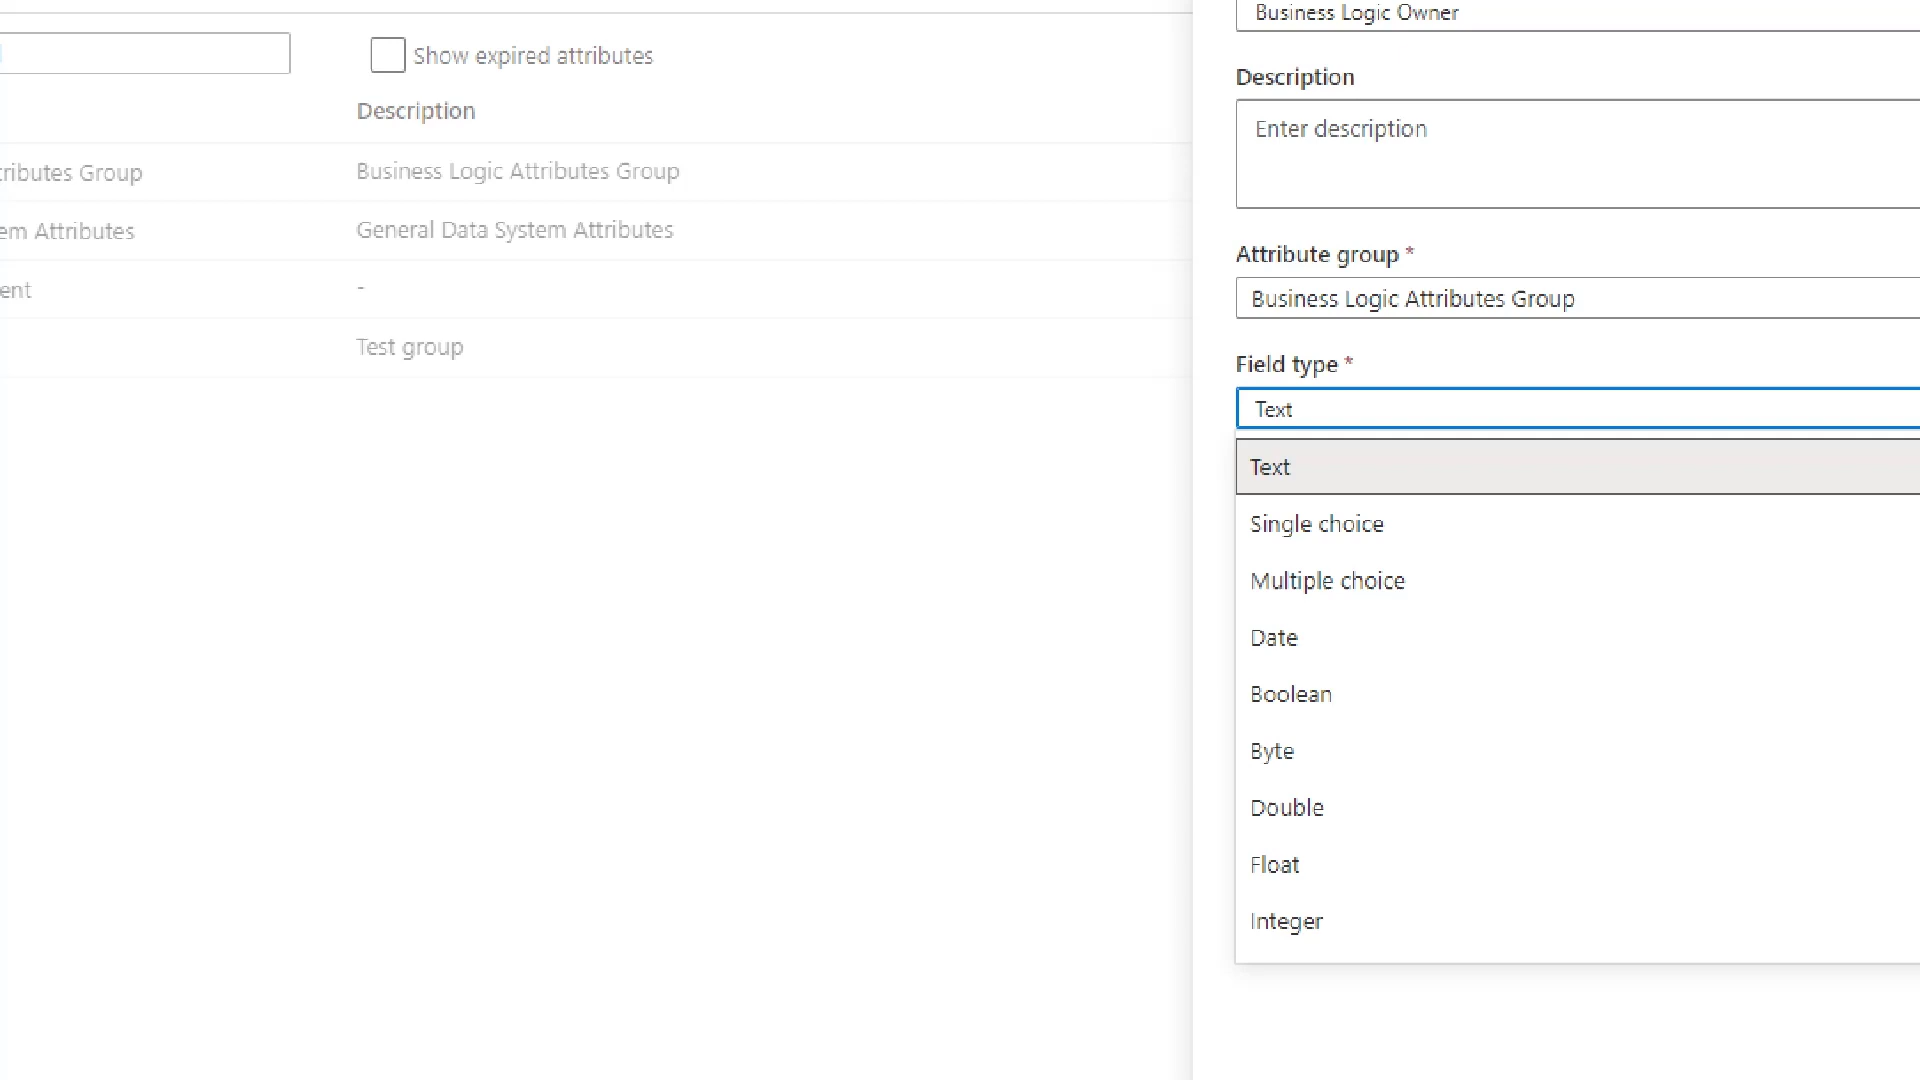 Show expired attributes
Description
tributes Group
Business Logic Attributes Group
em Attributes
General Data System Attributes
ent
-
Test group
Business Logic Owner
Description
Enter description
Attribute group *
Business Logic Attributes Group
Field type *
Text
Text
Single choice
Multiple choice
Date
Boolean
Byte
Double
Float
Integer